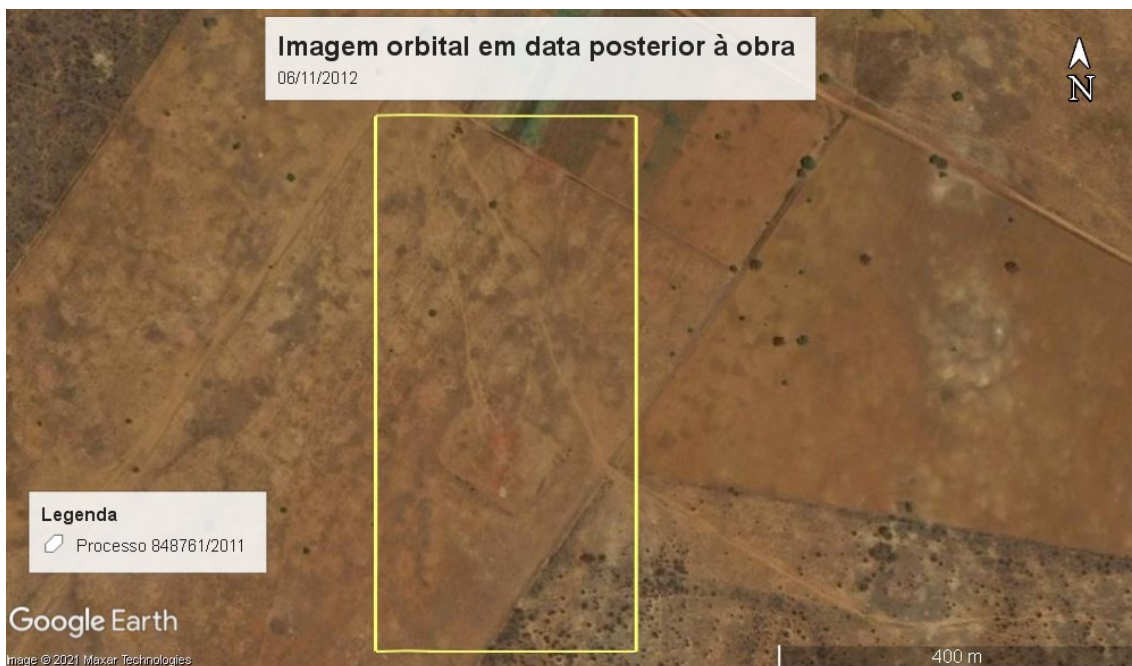 Imagem orbital em data posterior à obra
06/11/2012
N
Legenda
Processo 848761/2011
Google Earth
Image © 2021 Maxar Technologies
400 m